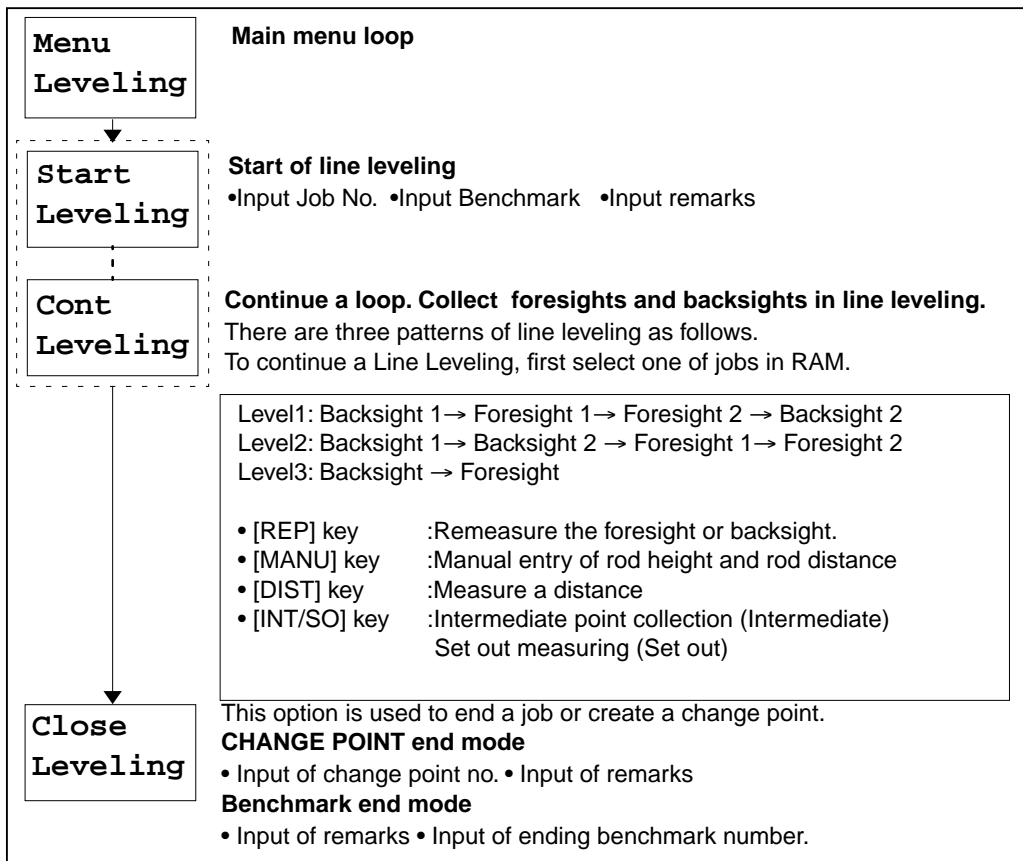 Menu
Leveling
Main menu loop
Start
Leveling
Start of line leveling
•Input Job No. •Input Benchmark •Input remarks
Cont
Leveling
Continue a loop. Collect foresights and backsights in line leveling.
There are three patterns of line leveling as follows.
To continue a Line Leveling, first select one of jobs in RAM.
Level1: Backsight 1→ Foresight 1→ Foresight 2 → Backsight 2
Level2: Backsight 1→ Backsight 2 → Foresight 1→ Foresight 2
Level3: Backsight → Foresight
• [REP] key :Remeasure the foresight or backsight.
• [MANU] key :Manual entry of rod height and rod distance
• [DIST] key :Measure a distance
• [INT/SO] key :Intermediate point collection (Intermediate)
Set out measuring (Set out)
Close
Leveling
This option is used to end a job or create a change point.
CHANGE POINT end mode
• Input of change point no. • Input of remarks
Benchmark end mode
• Input of remarks • Input of ending benchmark number.